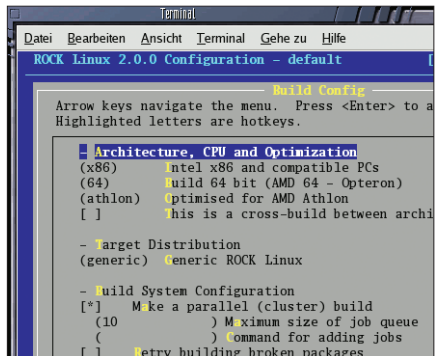 Terminal
Datei Bearbeiten Ansicht Terminal Gehe zu Hilfe
ROCK Linux 2.0.0 Configuration - default [
Build Config
Arrow keys navigate the menu. Press <Enter> to a
Highlighted letters are hotkeys.
- Architecture, CPU and Optimization
(x86) Intel x86 and compatible PCs
(64) Build 64 bit (AMD 64 - Opteron)
(athlon) Optimised for AMD Athlon
[ ] This is a cross-build between archi
- Target Distribution
(generic) Generic ROCK Linux
- Build System Configuration
[*] Make a parallel (cluster) build
(10 ) Maximum size of job queue
( ) Command for adding jobs
[ ] Retry building broken packages